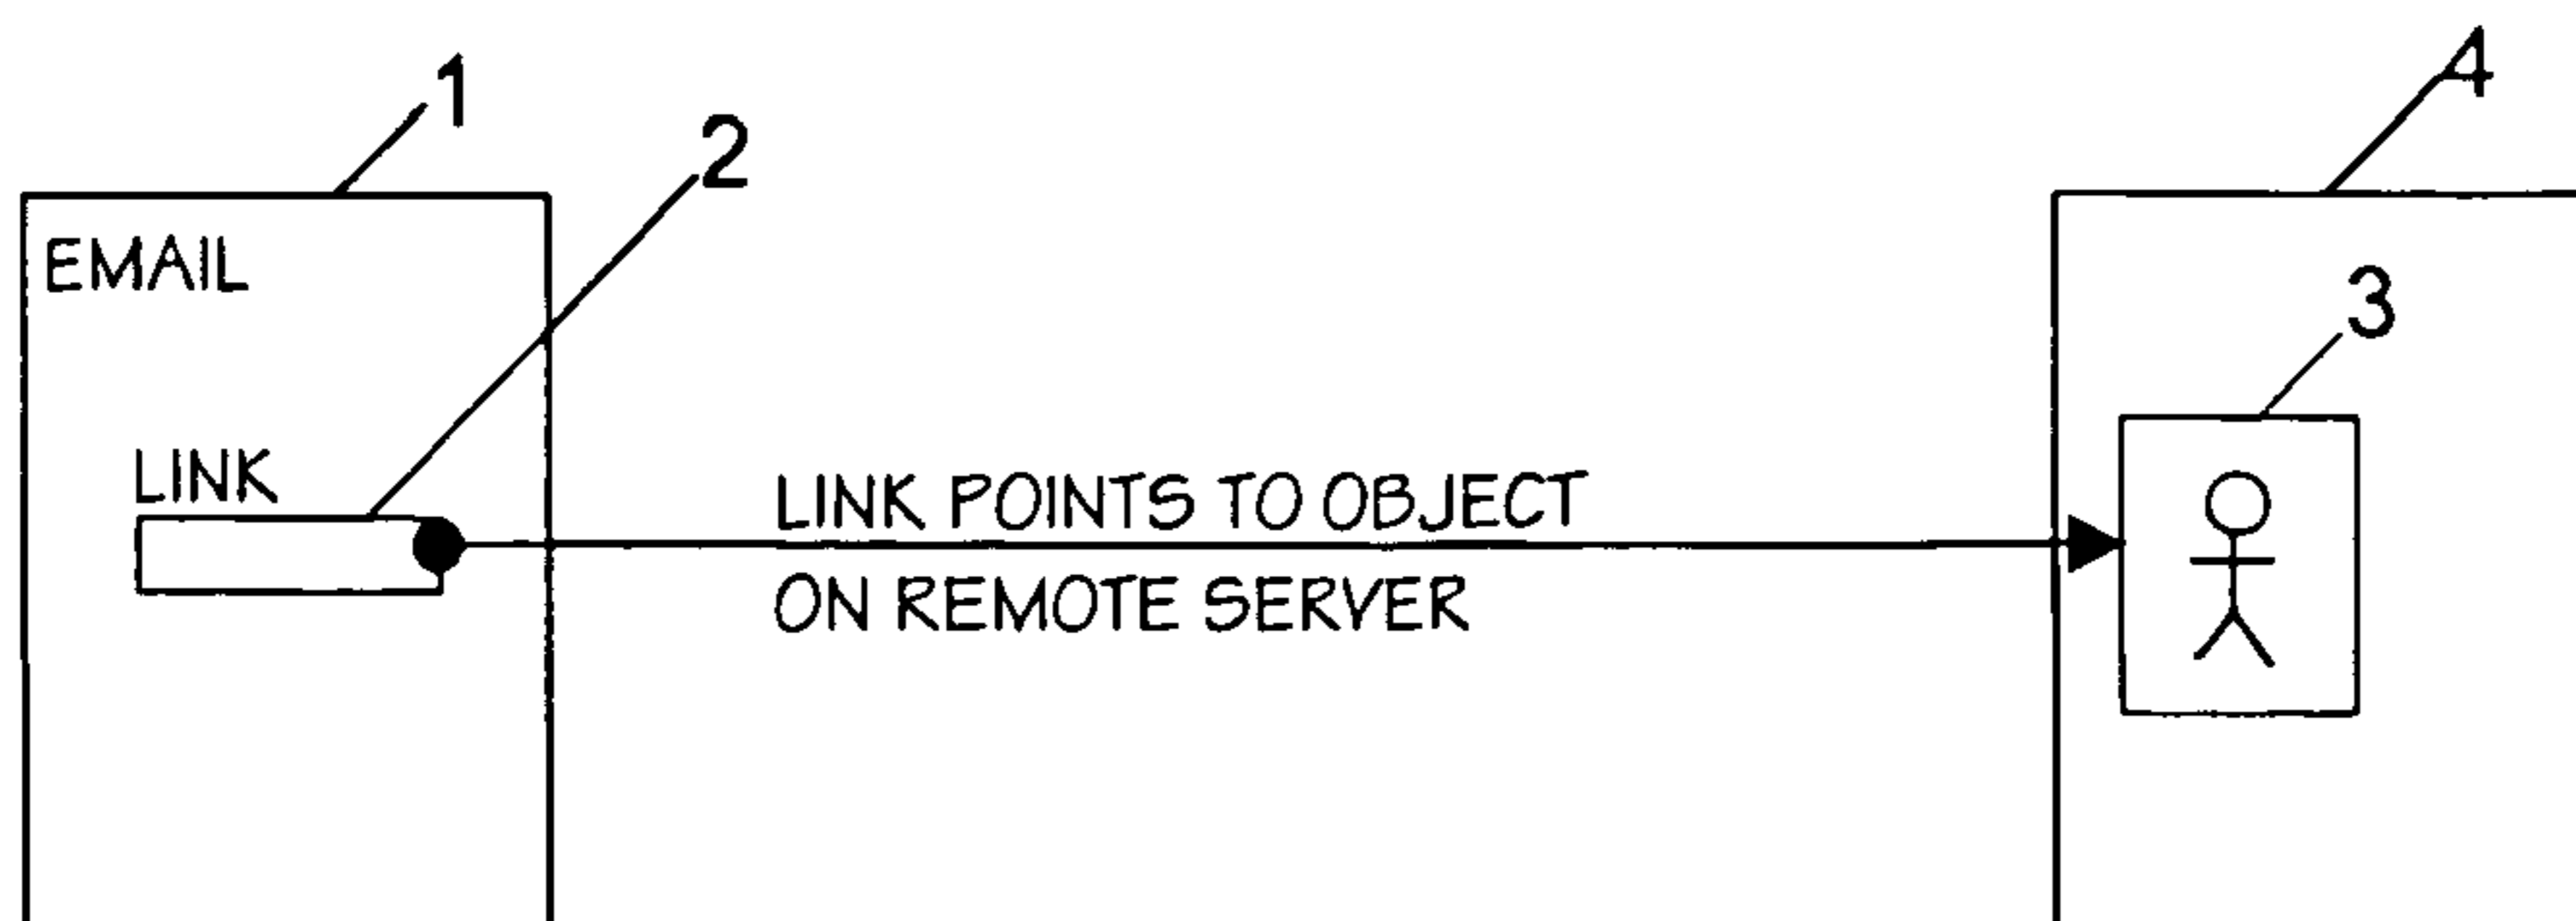 1
2
4
EMAIL
3
LINK
LINK POINTS TO OBJECT
ON REMOTE SERVER